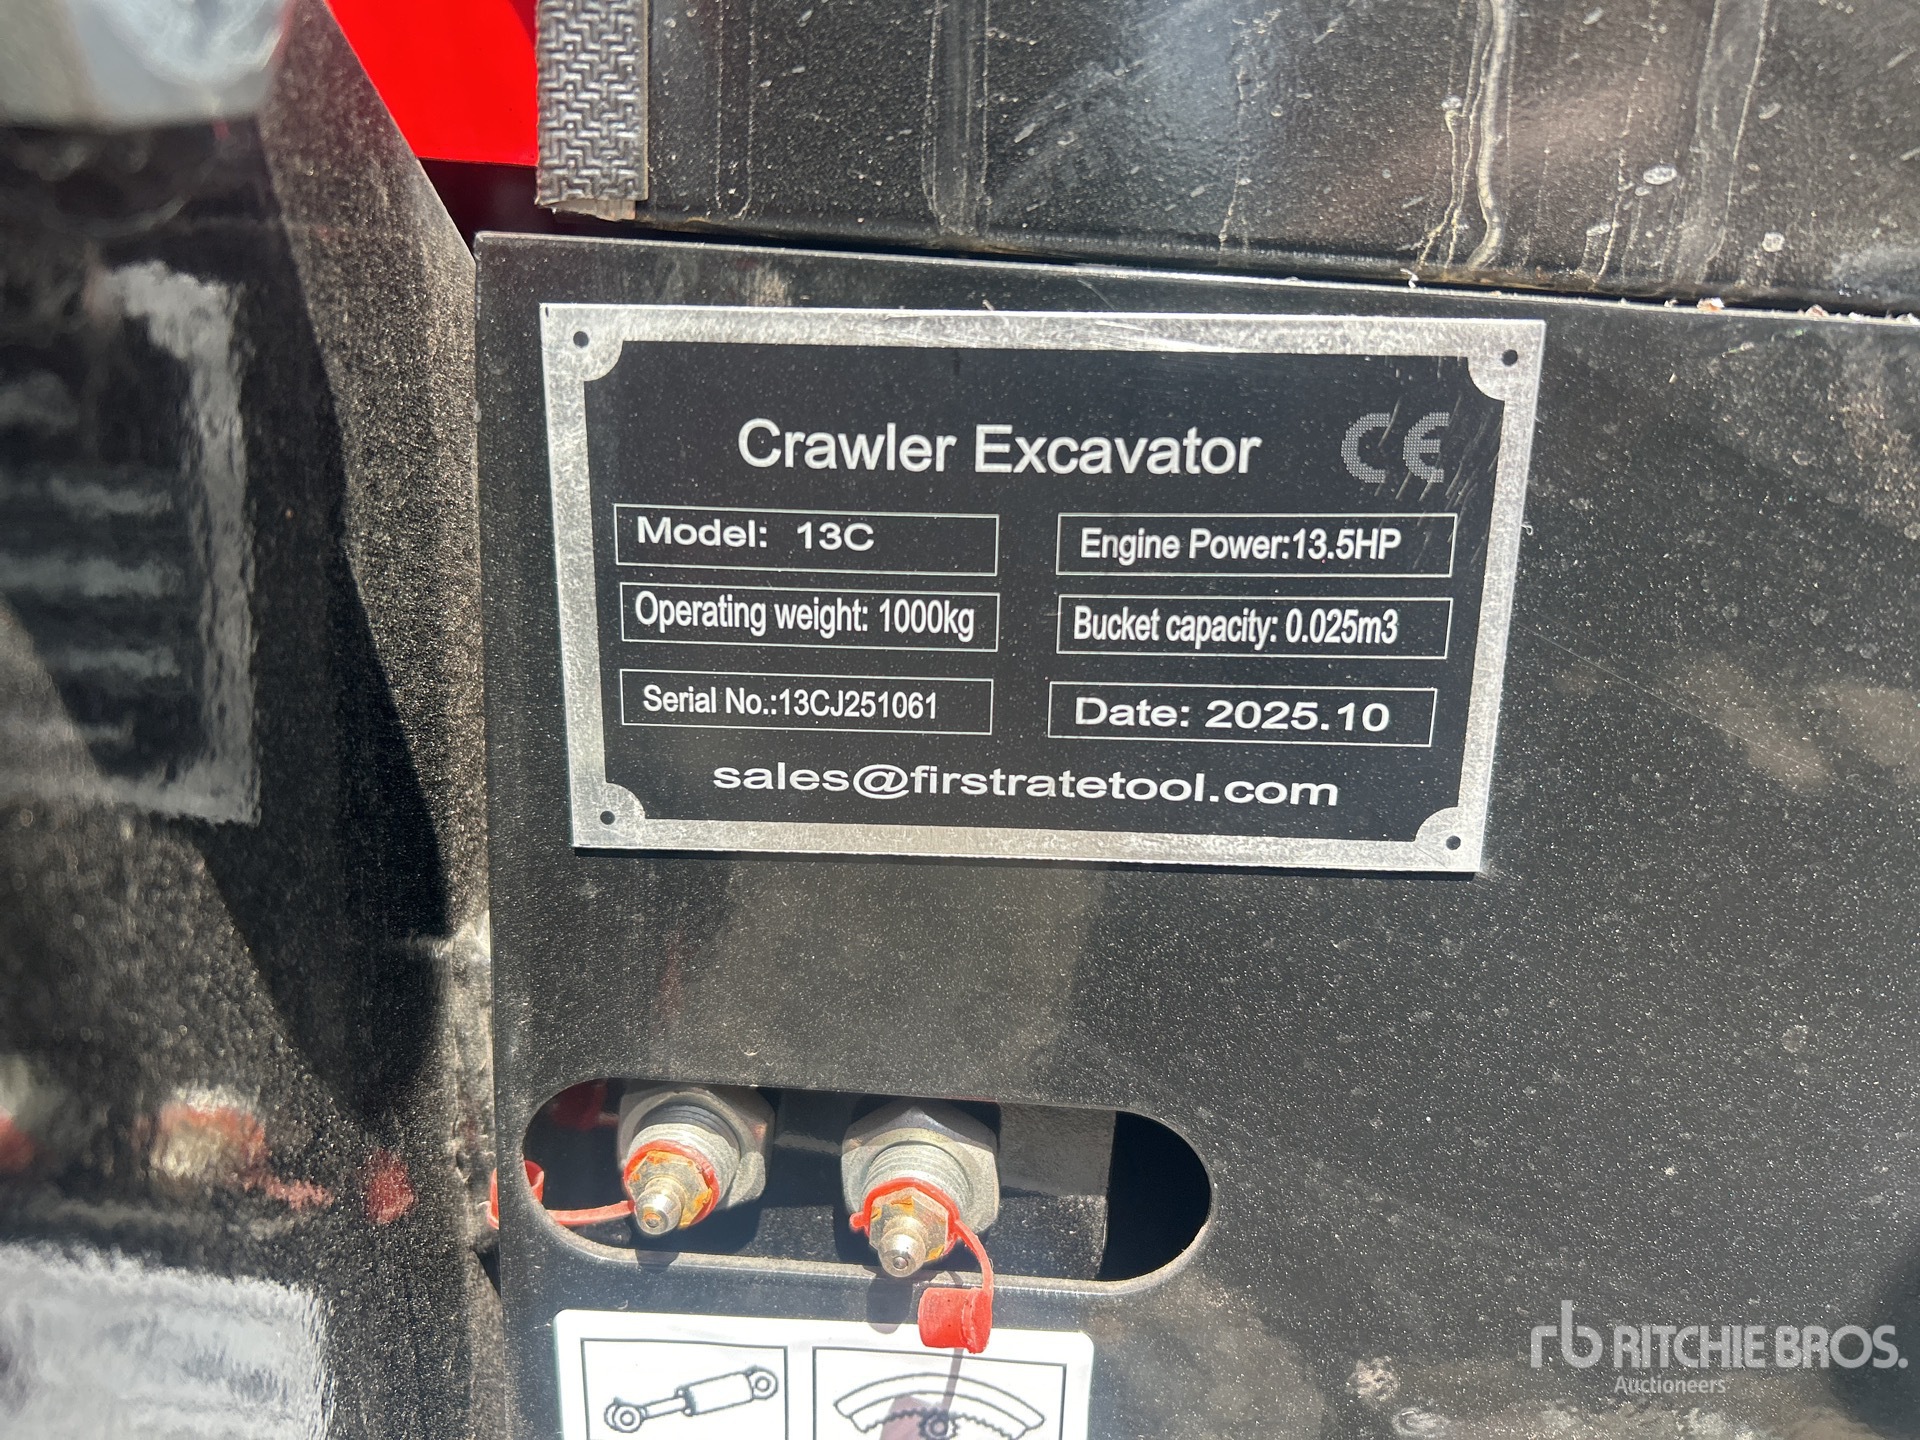 Crawler Excavator CE
Model: 13C
Engine Power:13.5HP
Operating weight: 1000kg
Bucket capacity: 0.025m3
Serial No.:13CJ251061
Date: 2025.10
sales@firstratetool.com
rb RITCHIE BROS.
Auctioneers